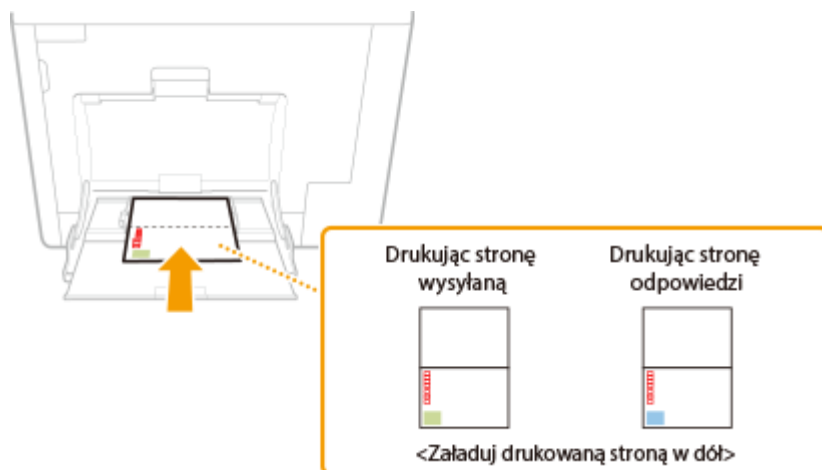 Drukując stronę
wysyłaną
Drukując stronę
odpowiedzi
<Załaduj drukowaną stroną w dół>